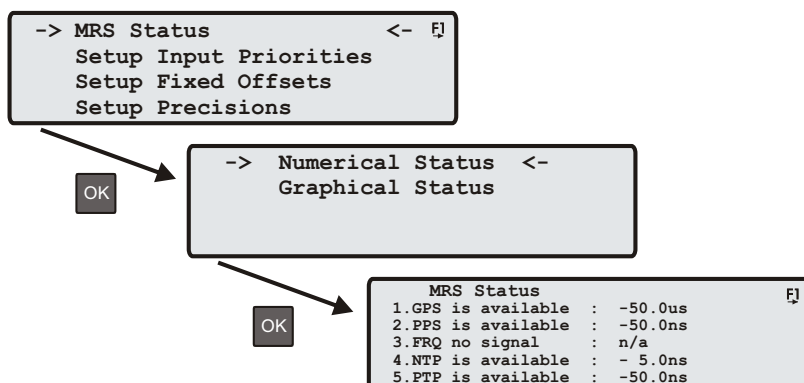 -> MRS Status <- F1
Setup Input Priorities
Setup Fixed Offsets
Setup Precisions
OK
-> Numerical Status <-
Graphical Status
OK
MRS Status F1
1.GPS is available : -50.0us
2.PPS is available : -50.0ns
3.FRQ no signal : n/a
4.NTP is available : - 5.0ns
5.PTP is available : -50.0ns